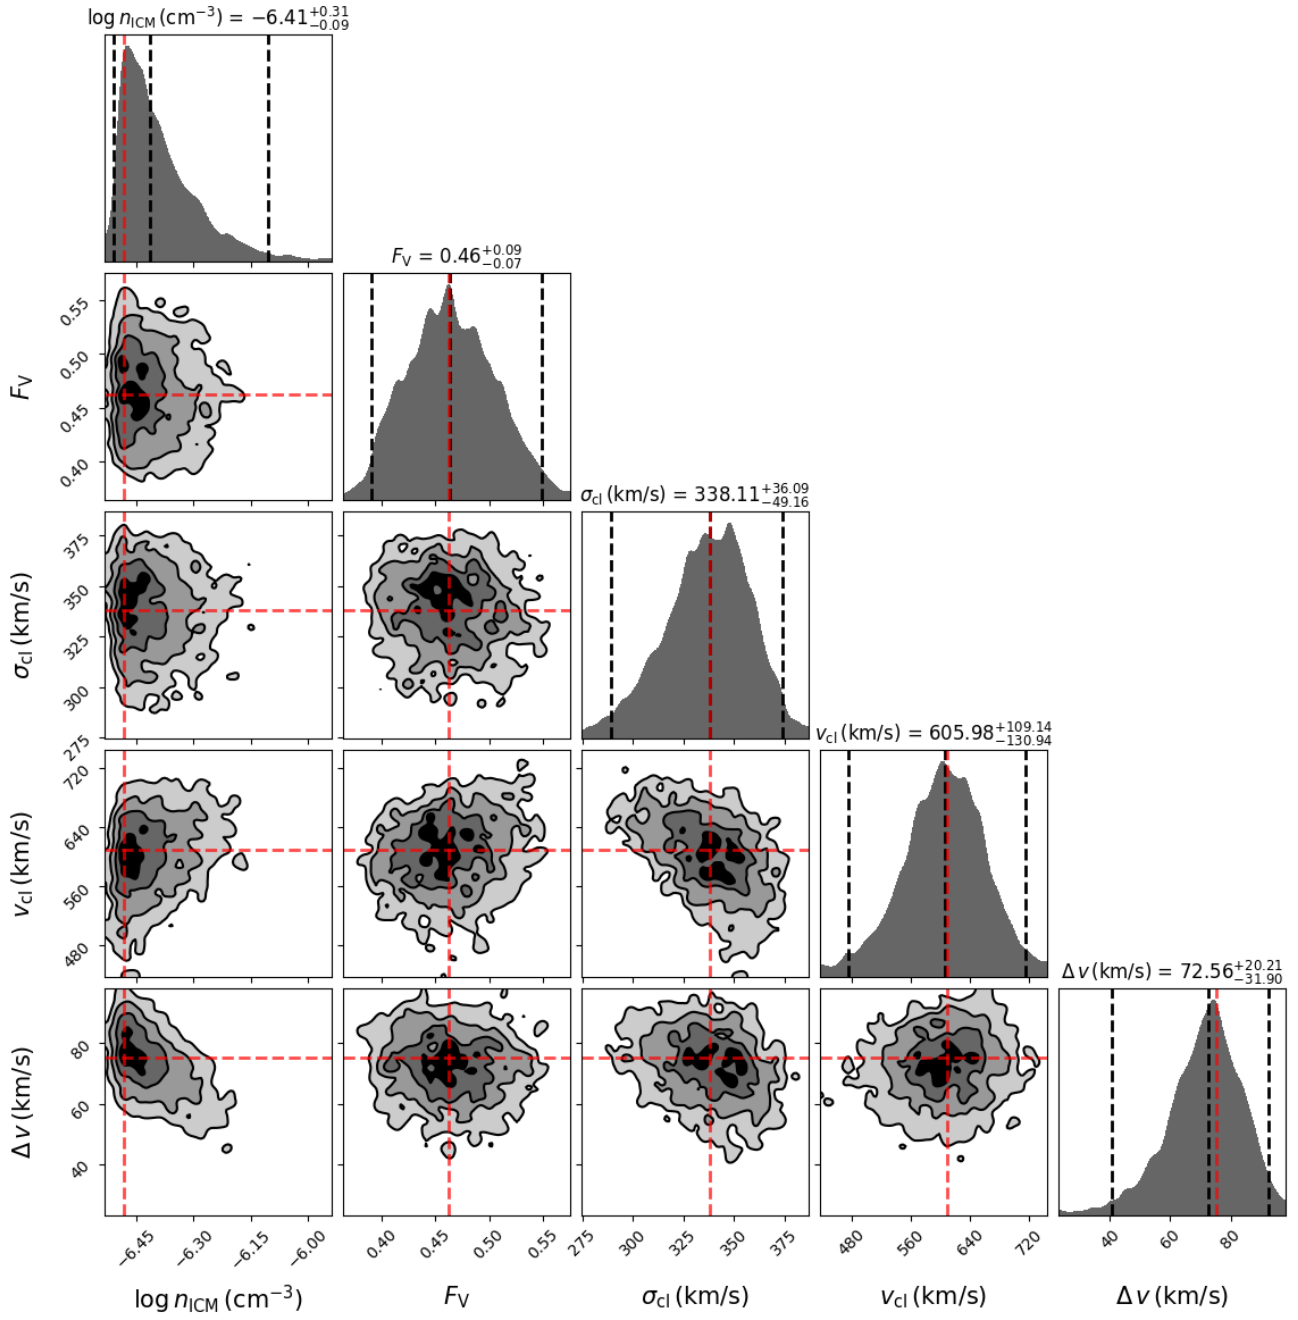 log n_ICM (cm⁻³) = −6.41 +0.31 −0.09
F_V = 0.46 +0.09 −0.07
0.55
0.50
0.45
0.40
F_V
σ_cl (km/s) = 338.11 +36.09 −49.16
375
350
325
300
275
σ_cl (km/s)
v_cl (km/s) = 605.98 +109.14 −130.94
720
640
560
480
v_cl (km/s)
Δ v (km/s) = 72.56 +20.21 −31.90
80
60
40
Δ v (km/s)
−6.45 −6.30 −6.15 −6.00 0.40 0.45 0.50 0.55 275 300 325 350 375 480 560 640 720 40 60 80
log n_ICM (cm⁻³) F_V σ_cl (km/s) v_cl (km/s) Δ v (km/s)